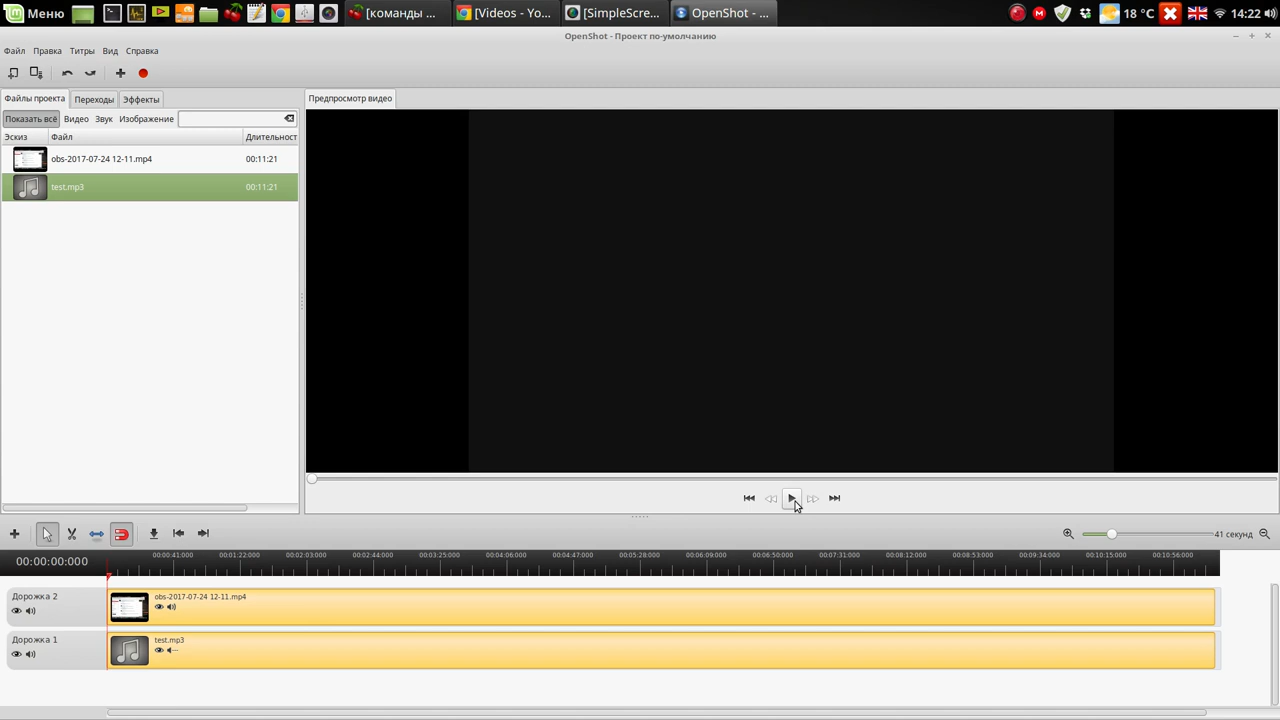 Меню
[команды ...
[Videos - Yo...
[SimpleScre...
OpenShot - ...
18 °C
14:22
OpenShot - Проект по-умолчанию
Файл Правка Титры Вид Справка
Файлы проекта Переходы Эффекты
Предпросмотр видео
Показать всё Видео Звук Изображение
Эскиз Файл Длительност
obs-2017-07-24 12-11.mp4 00:11:21
test.mp3 00:11:21
41 секунд
00:00:00:000
00:00:41:000 00:01:22:000 00:02:03:000 00:02:44:000 00:03:25:000 00:04:06:000 00:04:47:000 00:05:28:000 00:06:09:000 00:06:50:000 00:07:31:000 00:08:12:000 00:08:53:000 00:09:34:000 00:10:15:000 00:10:56:000
Дорожка 2
obs-2017-07-24 12-11.mp4
Дорожка 1
test.mp3